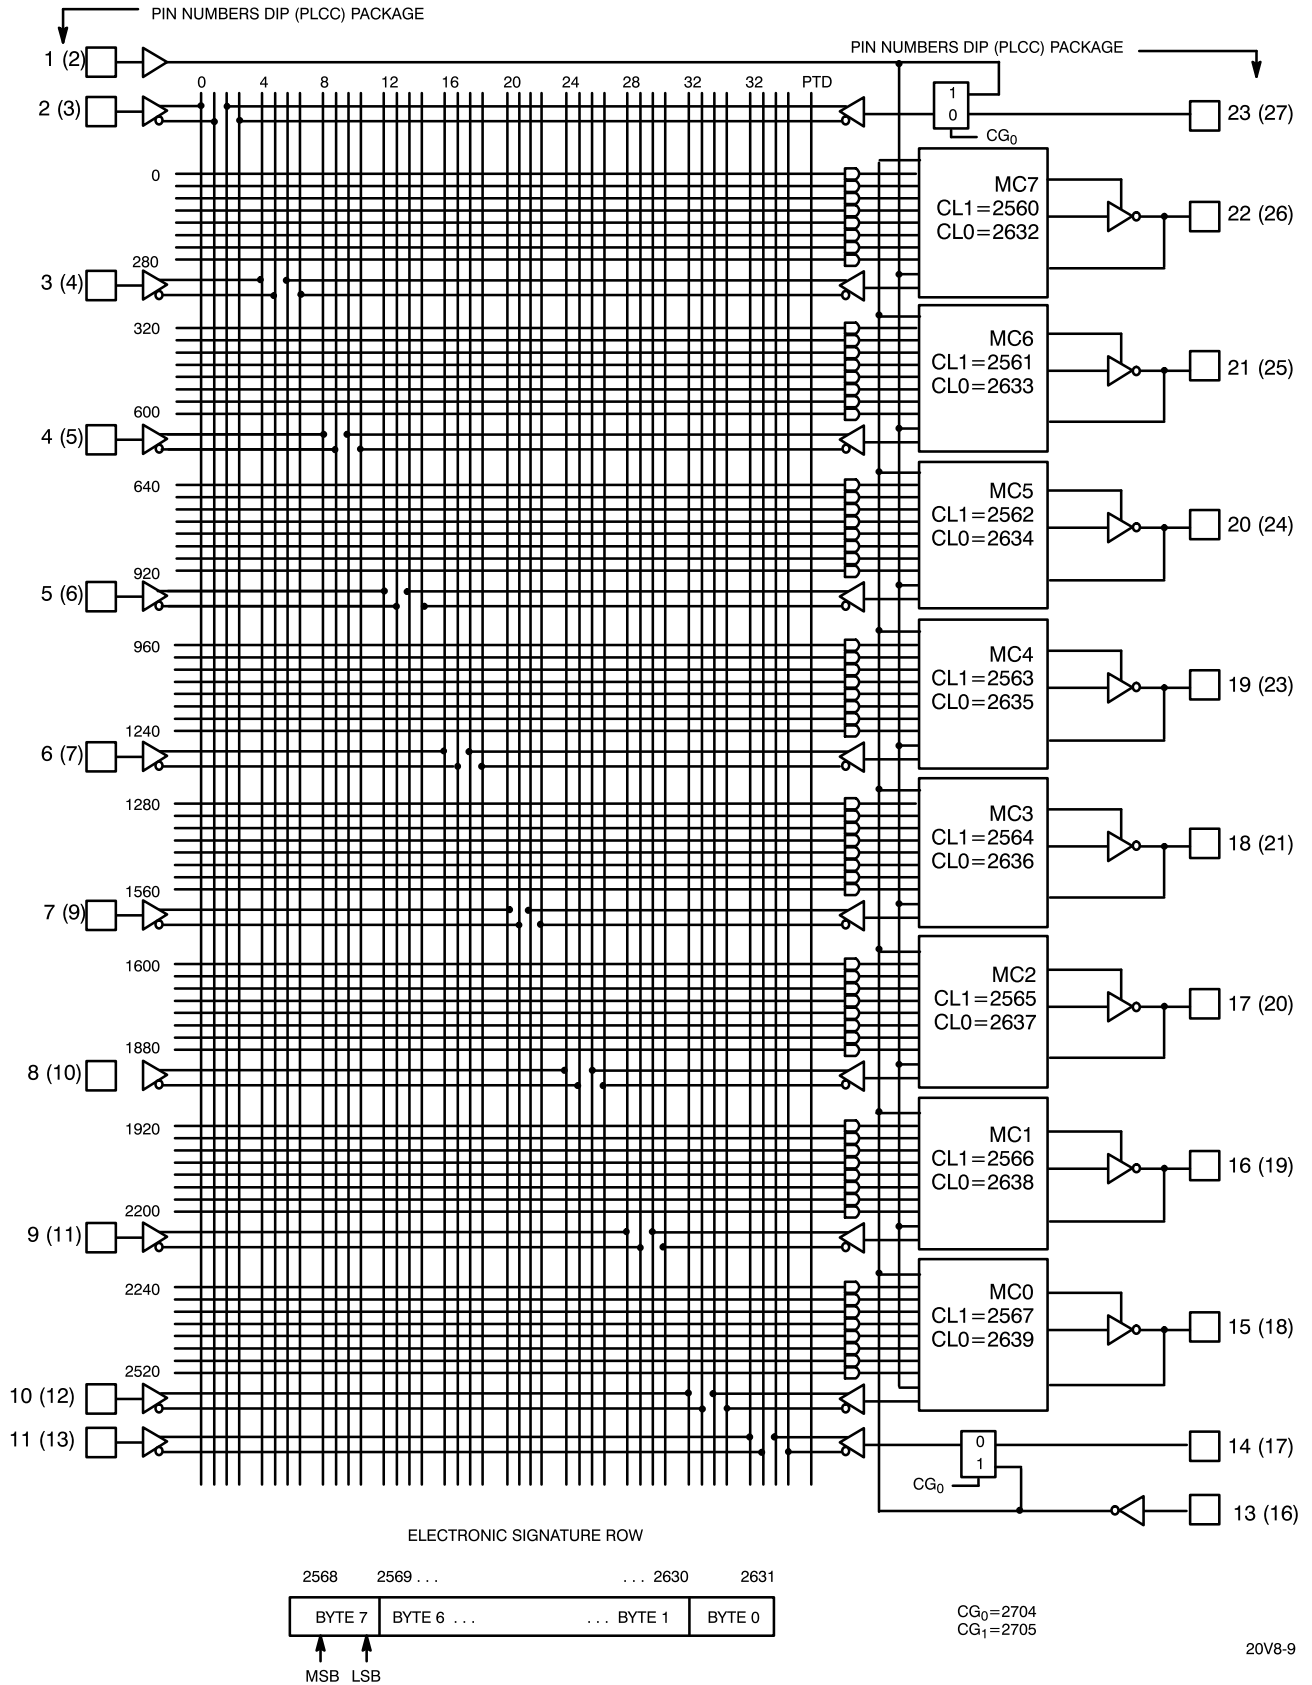 PIN NUMBERS DIP (PLCC) PACKAGE
PIN NUMBERS DIP (PLCC) PACKAGE
1 (2)
0 4 8 12 16 20 24 28 32 32 PTD
2 (3)
1
0
23 (27)
CG0
0
MC7
CL1=2560
CL0=2632
22 (26)
280
3 (4)
320
MC6
CL1=2561
CL0=2633
21 (25)
600
4 (5)
640
MC5
CL1=2562
CL0=2634
20 (24)
920
5 (6)
960
MC4
CL1=2563
CL0=2635
19 (23)
1240
6 (7)
1280
MC3
CL1=2564
CL0=2636
18 (21)
1560
7 (9)
1600
MC2
CL1=2565
CL0=2637
17 (20)
1880
8 (10)
1920
MC1
CL1=2566
CL0=2638
16 (19)
2200
9 (11)
2240
MC0
CL1=2567
CL0=2639
15 (18)
2520
10 (12)
11 (13)
0
1
14 (17)
CG0
13 (16)
ELECTRONIC SIGNATURE ROW
2568 2569 . . . . . . 2630 2631
BYTE 7 BYTE 6 . . . . . . BYTE 1 BYTE 0
MSB LSB
CG0=2704
CG1=2705
20V8-9